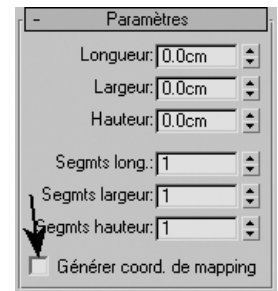 - Paramètres
Longueur: 0.0cm
Largeur: 0.0cm
Hauteur: 0.0cm
Segmts long.: 1
Segmts largeur: 1
Segmts hauteur: 1
Générer coord. de mapping